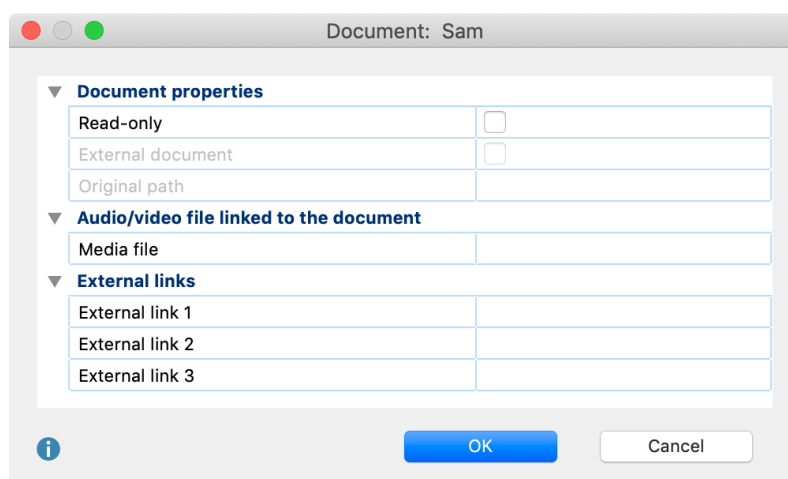 Document: Sam
Document properties
Read-only
External document
Original path
Audio/video file linked to the document
Media file
External links
External link 1
External link 2
External link 3
OK Cancel